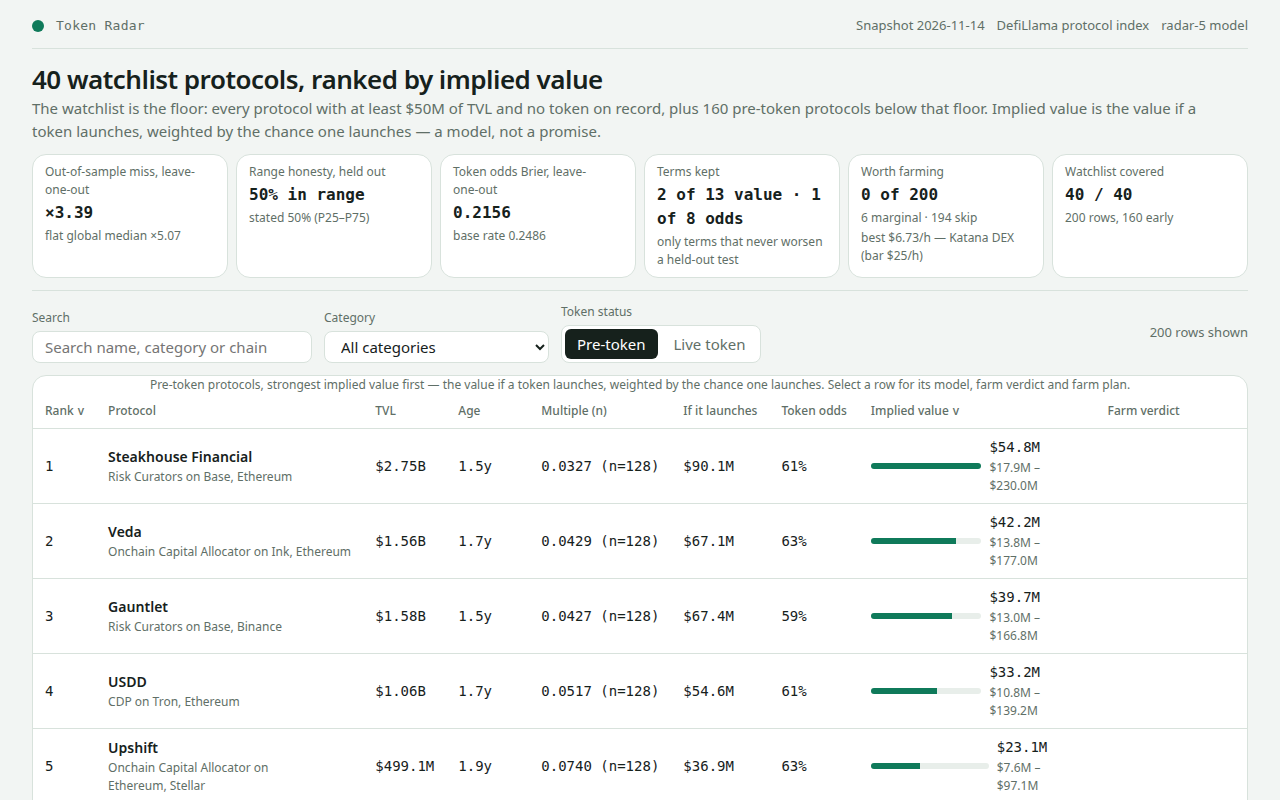 Token Radar
Snapshot 2026-11-14 DefiLlama protocol index radar-5 model
40 watchlist protocols, ranked by implied value
The watchlist is the floor: every protocol with at least $50M of TVL and no token on record, plus 160 pre-token protocols below that floor. Implied value is the value if a
token launches, weighted by the chance one launches — a model, not a promise.
Out-of-sample miss, leave-
one-out
×3.39
flat global median ×5.07
Range honesty, held out
50% in range
stated 50% (P25–P75)
Token odds Brier, leave-
one-out
0.2156
base rate 0.2486
Terms kept
2 of 13 value · 1
of 8 odds
only terms that never worsen
a held-out test
Worth farming
0 of 200
6 marginal · 194 skip
best $6.73/h — Katana DEX
(bar $25/h)
Watchlist covered
40 / 40
200 rows, 160 early
Search
Search name, category or chain
Category
All categories
Token status
Pre-token Live token
200 rows shown
Pre-token protocols, strongest implied value first — the value if a token launches, weighted by the chance one launches. Select a row for its model, farm verdict and farm plan.
Rank v Protocol TVL Age Multiple (n) If it launches Token odds Implied value v Farm verdict
1 Steakhouse Financial $2.75B 1.5y 0.0327 (n=128) $90.1M 61% $54.8M
Risk Curators on Base, Ethereum $17.9M –
$230.0M
2 Veda $1.56B 1.7y 0.0429 (n=128) $67.1M 63% $42.2M
Onchain Capital Allocator on Ink, Ethereum $13.8M –
$177.0M
3 Gauntlet $1.58B 1.5y 0.0427 (n=128) $67.4M 59% $39.7M
Risk Curators on Base, Binance $13.0M –
$166.8M
4 USDD $1.06B 1.7y 0.0517 (n=128) $54.6M 61% $33.2M
CDP on Tron, Ethereum $10.8M –
$139.2M
5 Upshift $499.1M 1.9y 0.0740 (n=128) $36.9M 63% $23.1M
Onchain Capital Allocator on $7.6M –
Ethereum, Stellar $97.1M